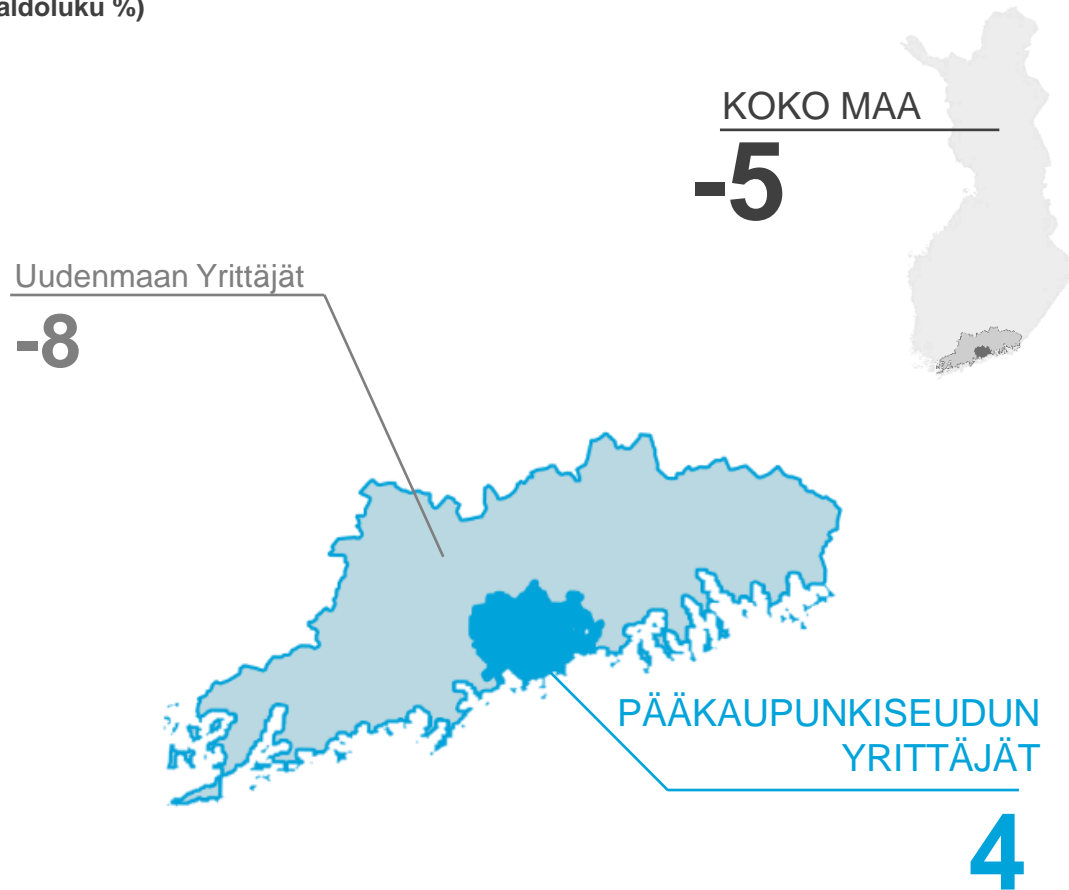 aldoluku %)
KOKO MAA
-5
Uudenmaan Yrittäjät
-8
PÄÄKAUPUNKISEUDUN
YRITTÄJÄT
4